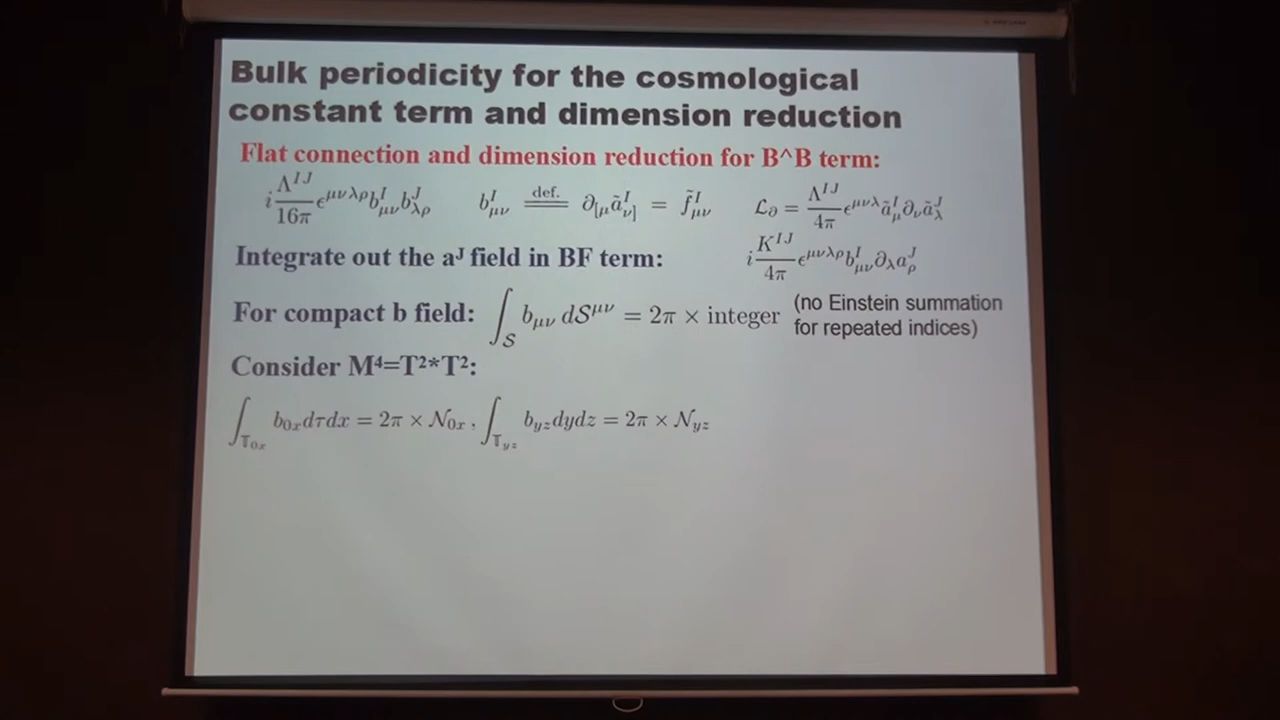 Bulk periodicity for the cosmological
constant term and dimension reduction
Flat connection and dimension reduction for B^B term:
i Λ^{IJ}/16π ϵ^{μνλρ} b^I_{μν} b^J_{λρ}   b^I_{μν} =^{def.} ∂_{[μ} ã^I_{ν]} = f̃^I_{μν}   ℒ_∂ = Λ^{IJ}/4π ϵ^{μνλ} ã^I_μ ∂_ν ã^J_λ
Integrate out the a^J field in BF term:   i K^{IJ}/4π ϵ^{μνλρ} b^I_{μν} ∂_λ a^J_ρ
For compact b field: ∫_𝒮 b_{μν} d𝒮^{μν} = 2π × integer (no Einstein summation
for repeated indices)
Consider M⁴=T²*T²:
∫_{𝕋_{0x}} b_{0x} dτdx = 2π × 𝒩_{0x} , ∫_{𝕋_{yz}} b_{yz} dydz = 2π × 𝒩_{yz}